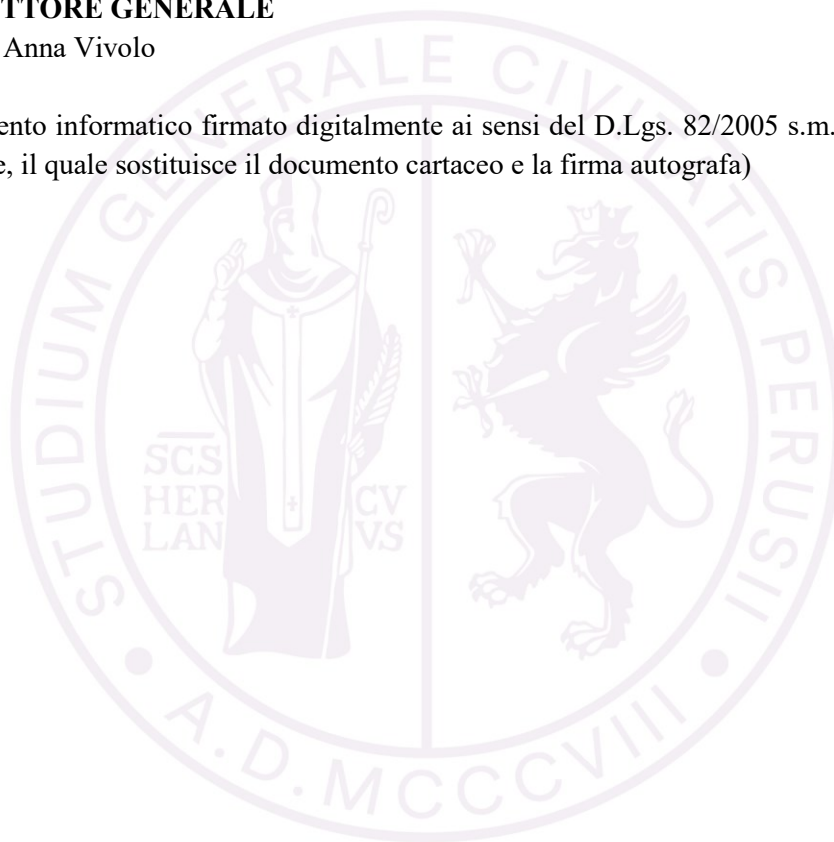 TTORE GENERALE
Anna Vivolo
ento informatico firmato digitalmente ai sensi del D.Lgs. 82/2005 s.m.
e, il quale sostituisce il documento cartaceo e la firma autografa)
STUDIUM GENERALE CIVITATIS PERUSII
SCS
HER
LAN
CV
VS
A.D. MCCCVIII